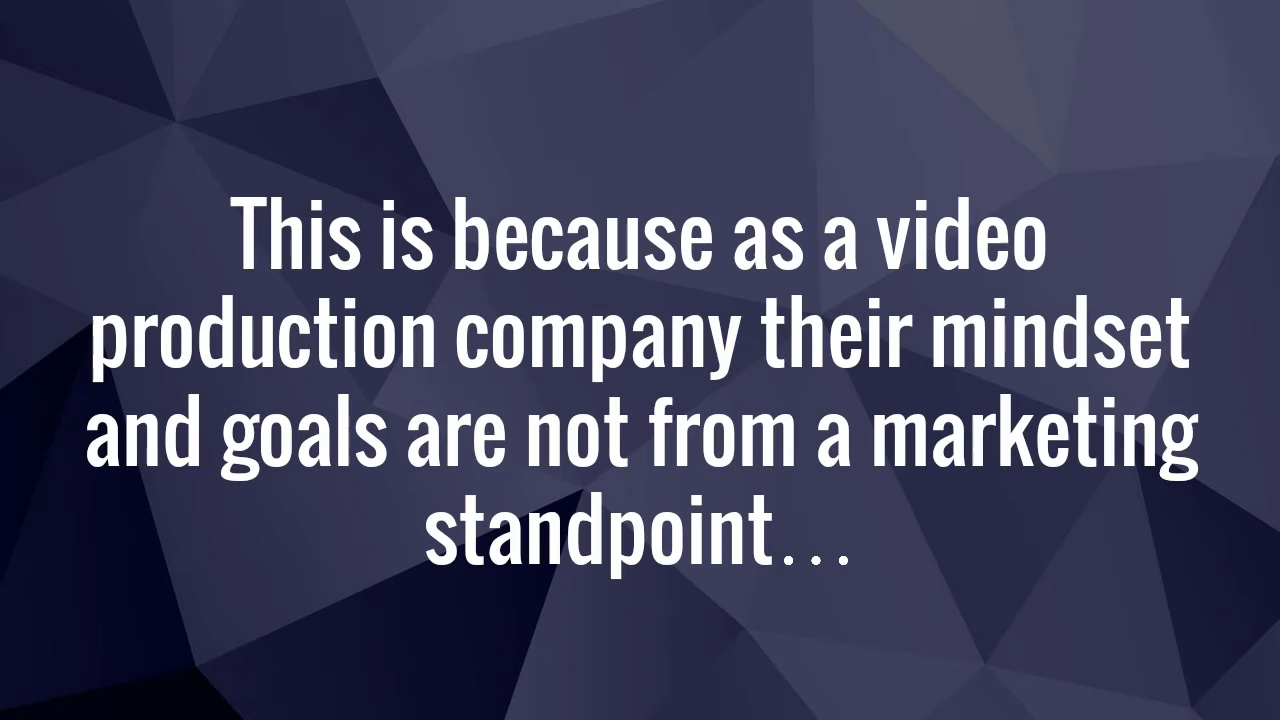 This is because as a video
production company their mindset
and goals are not from a marketing
standpoint…